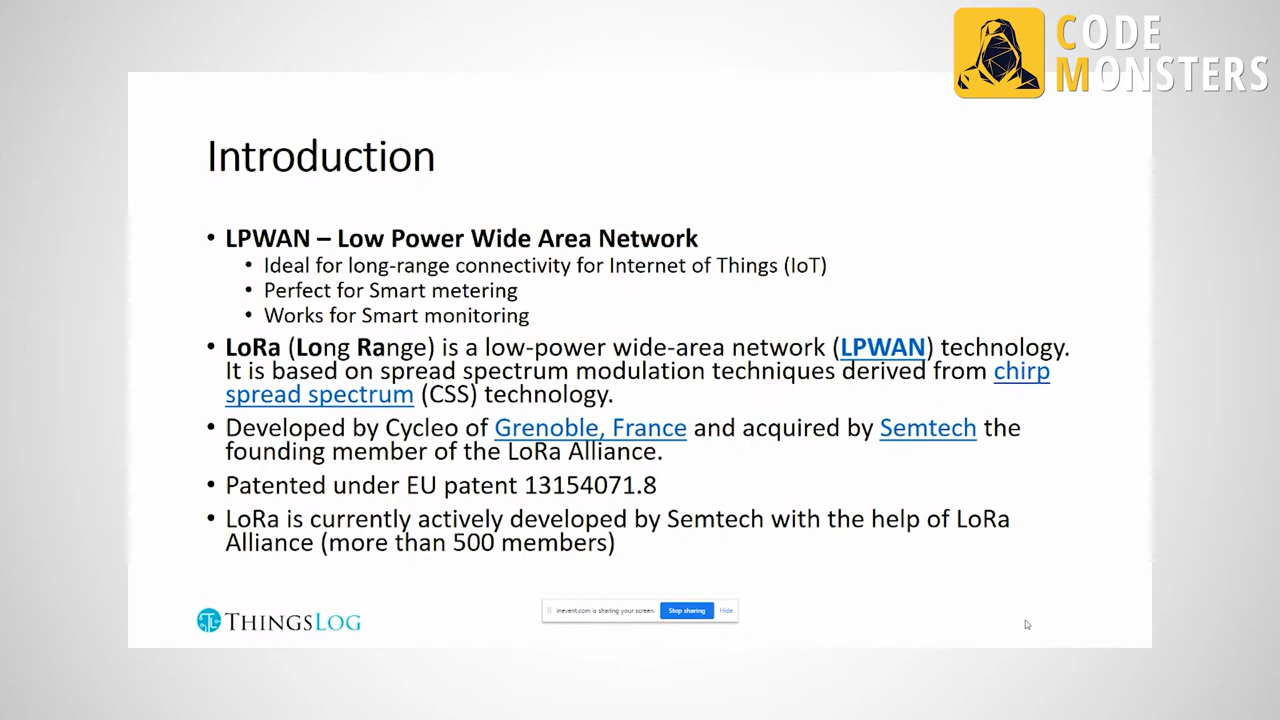 CODE
MONSTERS
Introduction
• LPWAN – Low Power Wide Area Network
• Ideal for long-range connectivity for Internet of Things (IoT)
• Perfect for Smart metering
• Works for Smart monitoring
• LoRa (Long Range) is a low-power wide-area network (LPWAN) technology.
It is based on spread spectrum modulation techniques derived from chirp
spread spectrum (CSS) technology.
• Developed by Cycleo of Grenoble, France and acquired by Semtech the
founding member of the LoRa Alliance.
• Patented under EU patent 13154071.8
• LoRa is currently actively developed by Semtech with the help of LoRa
Alliance (more than 500 members)
THINGSLOG
inevent.com is sharing your screen. Stop sharing Hide